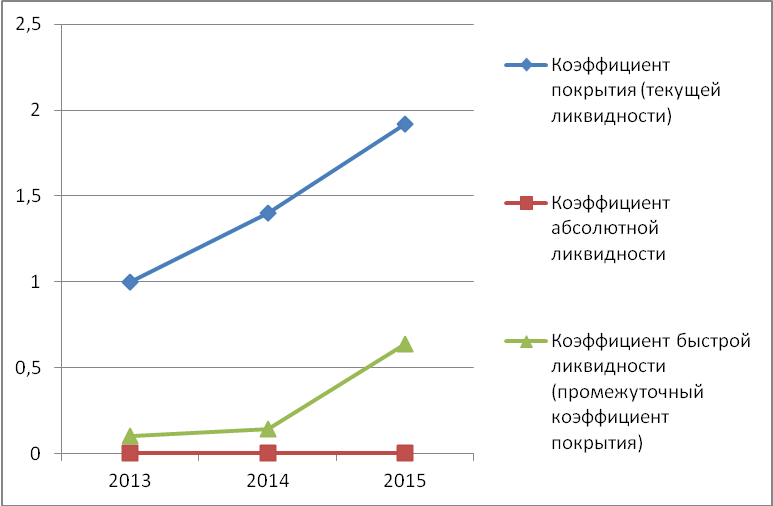 2,5
2
1,5
1
0,5
0
2013
2014
2015
Коэффициент
покрытия (текущей
ликвидности)
Коэффициент
абсолютной
ликвидности
Коэффициент быстрой
ликвидности
(промежуточный
коэффициент
покрытия)